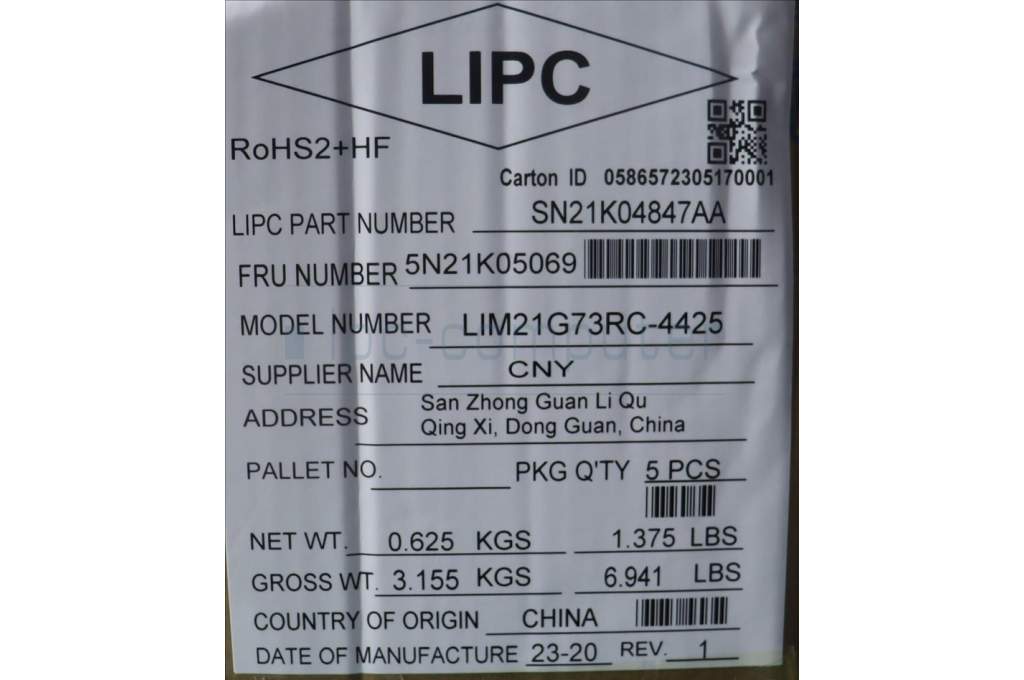 LIPC
RoHS2+HF
Carton ID 0586572305170001
LIPC PART NUMBER SN21K04847AA
FRU NUMBER 5N21K05069
MODEL NUMBER LIM21G73RC-4425
ipc-computer
SUPPLIER NAME CNY
ADDRESS San Zhong Guan Li Qu
Qing Xi, Dong Guan, China
PALLET NO. PKG Q'TY 5 PCS
NET WT. 0.625 KGS 1.375 LBS
GROSS WT. 3.155 KGS 6.941 LBS
COUNTRY OF ORIGIN CHINA
DATE OF MANUFACTURE 23-20 REV. 1